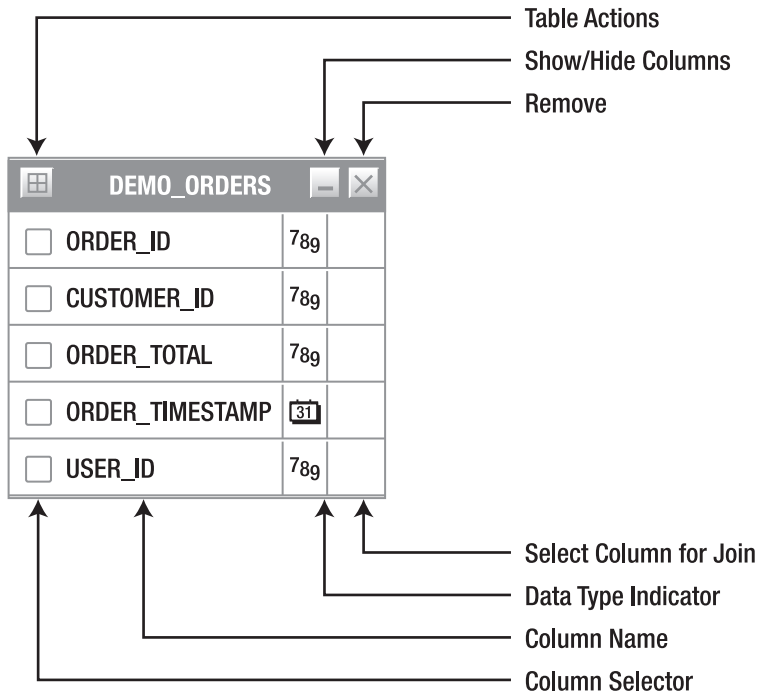 Table Actions
Show/Hide Columns
Remove
DEMO_ORDERS
ORDER_ID 789
CUSTOMER_ID 789
ORDER_TOTAL 789
ORDER_TIMESTAMP 31
USER_ID 789
Select Column for Join
Data Type Indicator
Column Name
Column Selector